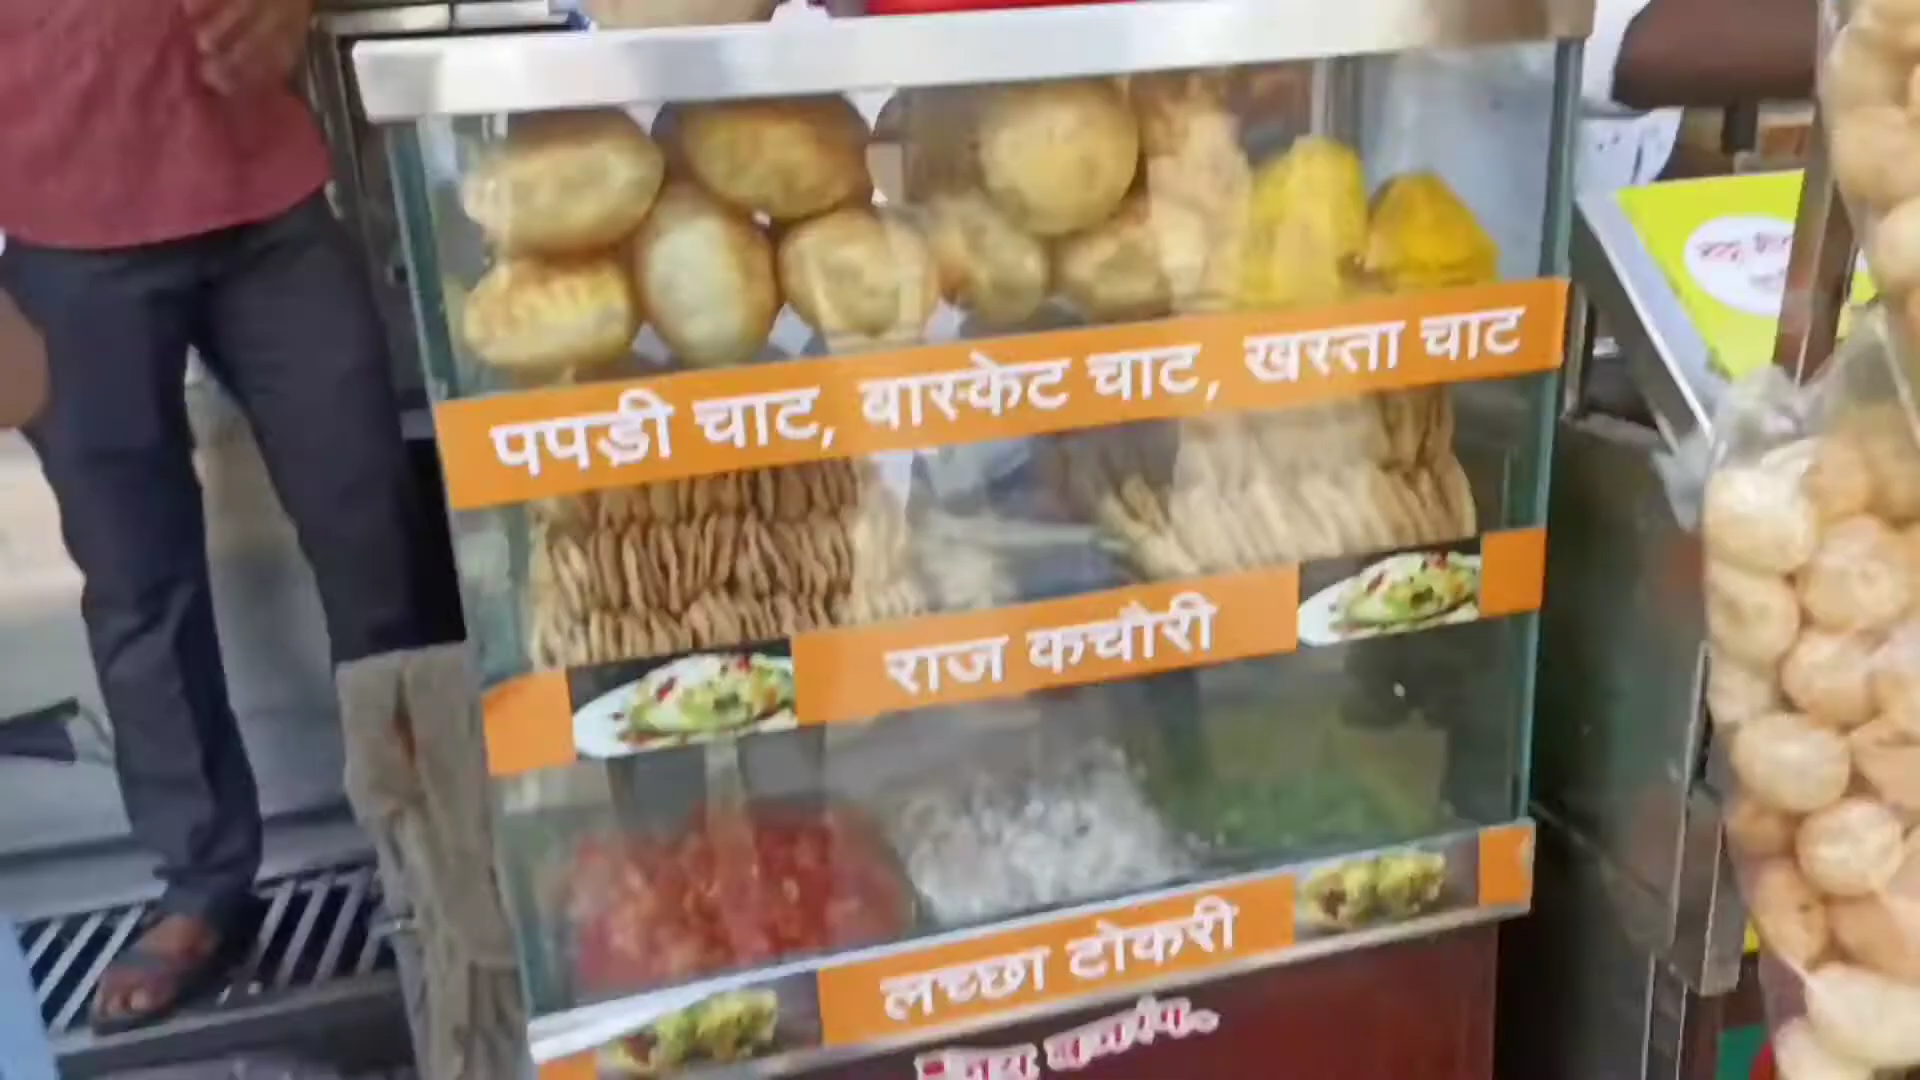 पपड़ी चाट, बास्केट चाट, खस्ता चाट
राज कचौरी
लच्छा टोकरी